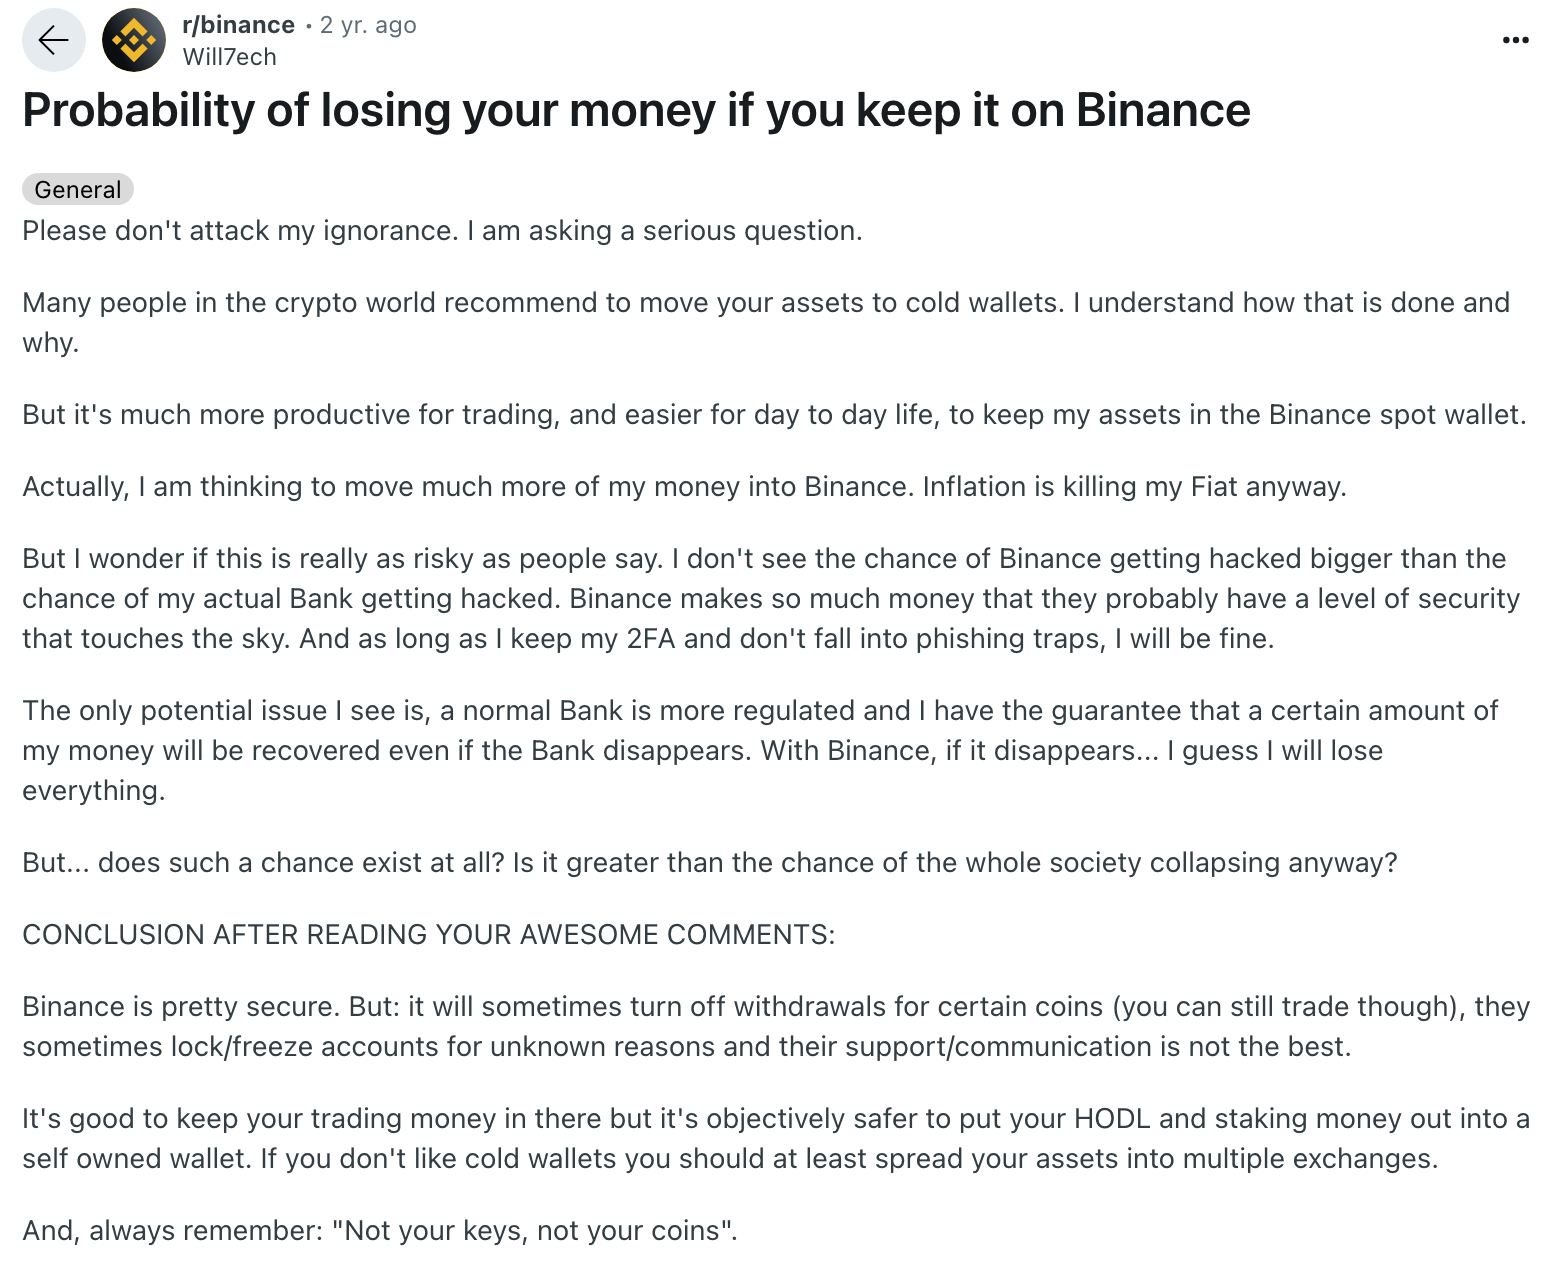 r/binance • 2 yr. ago
Will7ech
Probability of losing your money if you keep it on Binance
General
Please don't attack my ignorance. I am asking a serious question.
Many people in the crypto world recommend to move your assets to cold wallets. I understand how that is done and
why.
But it's much more productive for trading, and easier for day to day life, to keep my assets in the Binance spot wallet.
Actually, I am thinking to move much more of my money into Binance. Inflation is killing my Fiat anyway.
But I wonder if this is really as risky as people say. I don't see the chance of Binance getting hacked bigger than the
chance of my actual Bank getting hacked. Binance makes so much money that they probably have a level of security
that touches the sky. And as long as I keep my 2FA and don't fall into phishing traps, I will be fine.
The only potential issue I see is, a normal Bank is more regulated and I have the guarantee that a certain amount of
my money will be recovered even if the Bank disappears. With Binance, if it disappears... I guess I will lose
everything.
But... does such a chance exist at all? Is it greater than the chance of the whole society collapsing anyway?
CONCLUSION AFTER READING YOUR AWESOME COMMENTS:
Binance is pretty secure. But: it will sometimes turn off withdrawals for certain coins (you can still trade though), they
sometimes lock/freeze accounts for unknown reasons and their support/communication is not the best.
It's good to keep your trading money in there but it's objectively safer to put your HODL and staking money out into a
self owned wallet. If you don't like cold wallets you should at least spread your assets into multiple exchanges.
And, always remember: "Not your keys, not your coins".